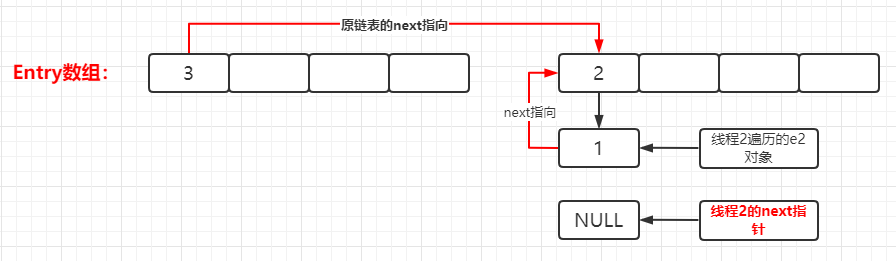 原链表的next指向
Entry数组：
3
2
next指向
1
线程2遍历的e2
对象
NULL
线程2的next指
针